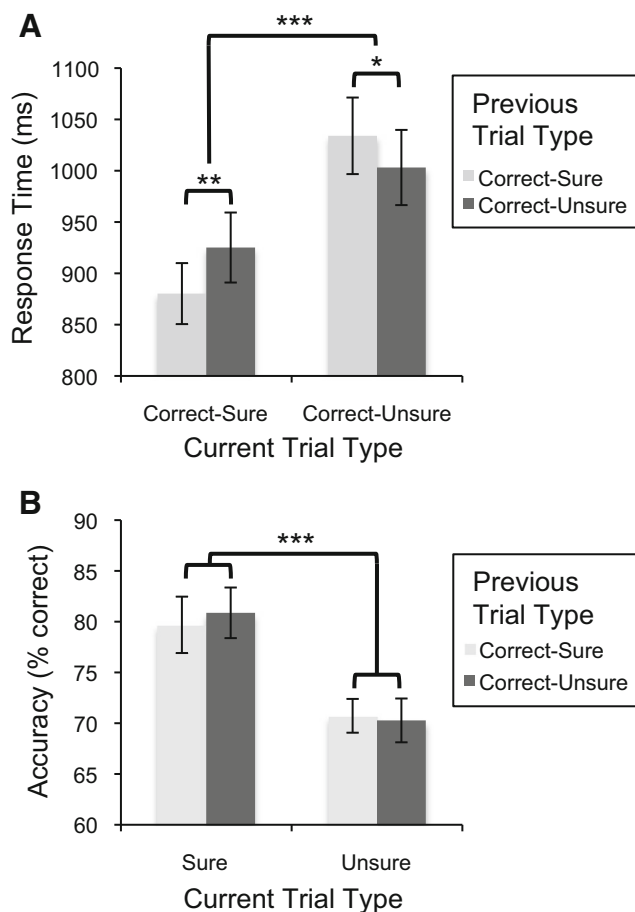 A
***
1100
1050
1000
950
900
850
800
Response Time (ms)
**
*
Previous
Trial Type
Correct-Sure
Correct-Unsure
Correct-Sure
Correct-Unsure
Current Trial Type
B
90
85
80
75
70
65
60
Accuracy (% correct)
***
Previous
Trial Type
Correct-Sure
Correct-Unsure
Sure
Unsure
Current Trial Type